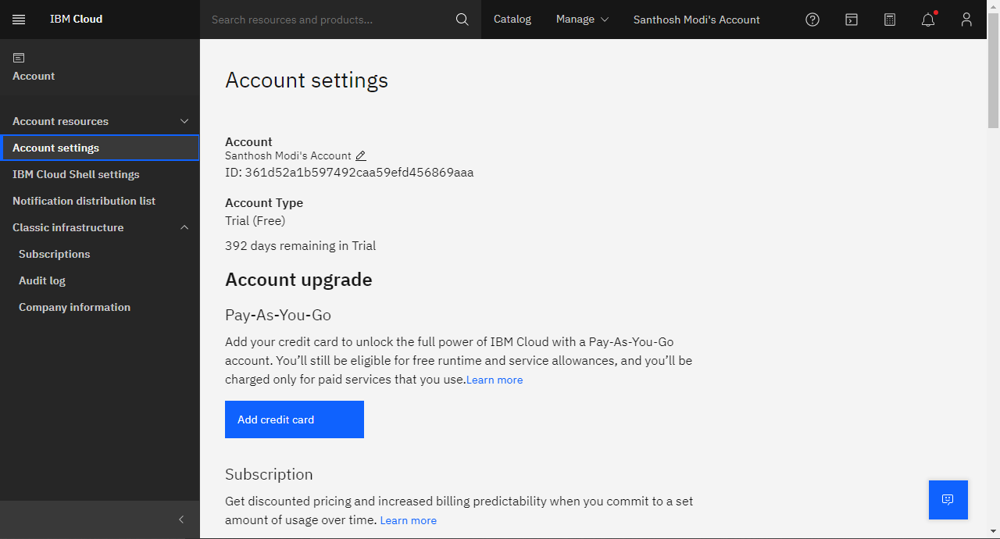 IBM Cloud
Search resources and products...
Catalog
Manage
Santhosh Modi's Account
Account
Account resources
Account settings
IBM Cloud Shell settings
Notification distribution list
Classic infrastructure
Subscriptions
Audit log
Company information
Account settings
Account
Santhosh Modi's Account
ID: 361d52a1b597492caa59efd456869aaa
Account Type
Trial (Free)
392 days remaining in Trial
Account upgrade
Pay-As-You-Go
Add your credit card to unlock the full power of IBM Cloud with a Pay-As-You-Go
account. You’ll still be eligible for free runtime and service allowances, and you’ll be
charged only for paid services that you use.Learn more
Add credit card
Subscription
Get discounted pricing and increased billing predictability when you commit to a set
amount of usage over time. Learn more